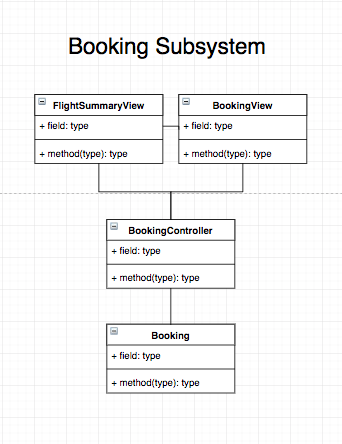 Booking Subsystem
FlightSummaryView
+ field: type
+ method(type): type
BookingView
+ field: type
+ method(type): type
BookingController
+ field: type
+ method(type): type
Booking
+ field: type
+ method(type): type